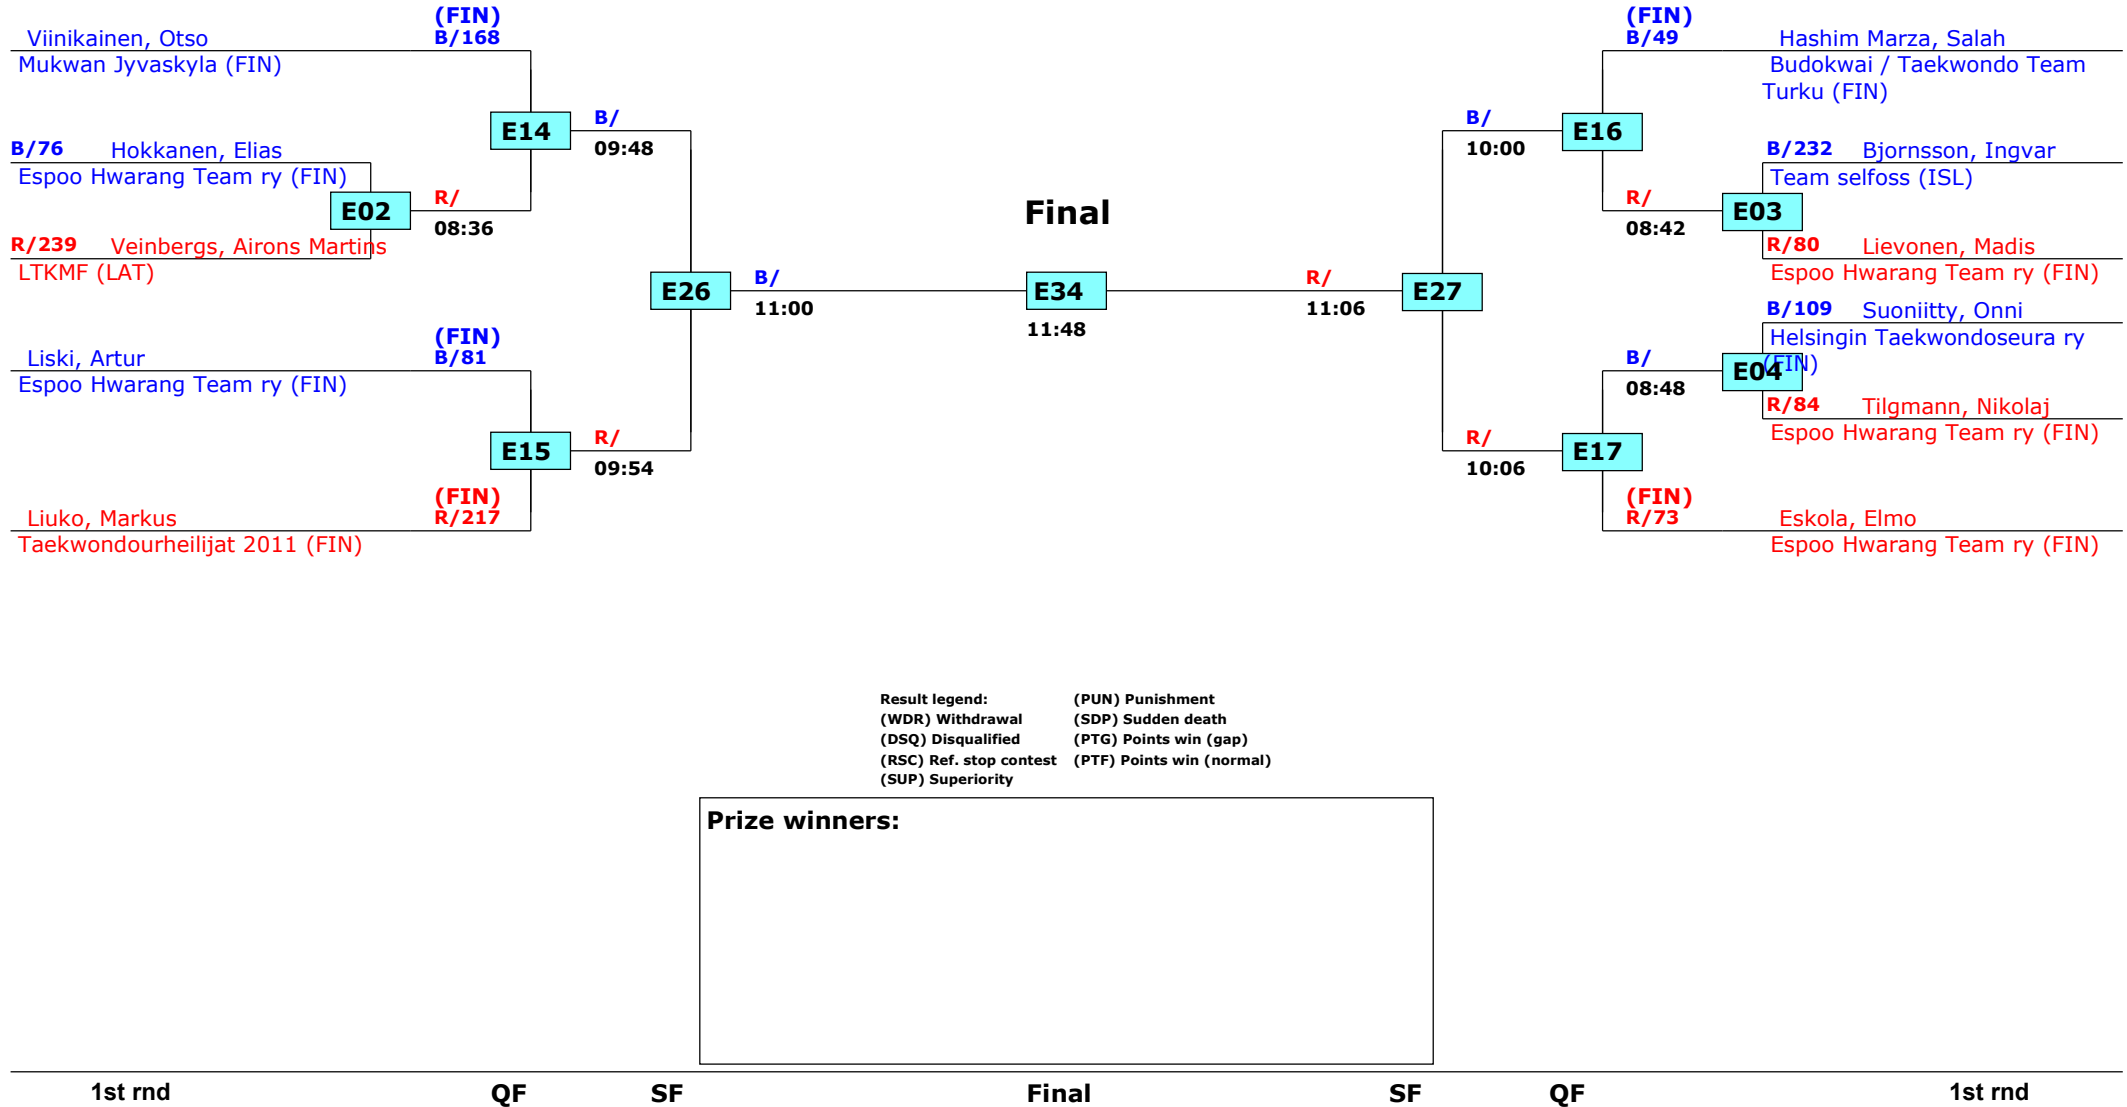 (FIN)
Viinikainen, Otso B/168
Mukwan Jyvaskyla (FIN)
E14
B/
09:48
B/76 Hokkanen, Elias
Espoo Hwarang Team ry (FIN)
E02
R/
08:36
R/239 Veinbergs, Airons Martins
LTKMF (LAT)
E26
B/
11:00
(FIN)
Liski, Artur B/81
Espoo Hwarang Team ry (FIN)
E15
R/
09:54
(FIN)
Liuko, Markus R/217
Taekwondourheilijat 2011 (FIN)
Final
E34
11:48
(FIN)
B/49 Hashim Marza, Salah
Budokwai / Taekwondo Team
Turku (FIN)
B/
10:00
E16
B/232 Bjornsson, Ingvar
Team selfoss (ISL)
R/
08:42
E03
R/80 Lievonen, Madis
Espoo Hwarang Team ry (FIN)
R/
11:06
E27
B/109 Suoniitty, Onni
Helsingin Taekwondoseura ry
(FIN)
B/
08:48
E04
R/84 Tilgmann, Nikolaj
Espoo Hwarang Team ry (FIN)
R/
10:06
E17
(FIN)
R/73 Eskola, Elmo
Espoo Hwarang Team ry (FIN)
Result legend: (PUN) Punishment
(WDR) Withdrawal (SDP) Sudden death
(DSQ) Disqualified (PTG) Points win (gap)
(RSC) Ref. stop contest (PTF) Points win (normal)
(SUP) Superiority
Prize winners:
1st rnd QF SF Final SF QF 1st rnd